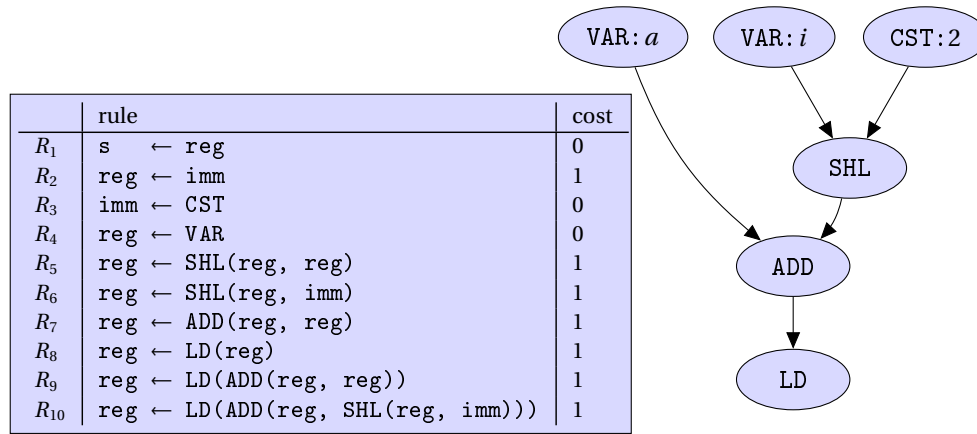 VAR:a VAR:i CST:2
rule cost
R1 s ← reg 0
R2 reg ← imm 1
R3 imm ← CST 0
R4 reg ← VAR 0
R5 reg ← SHL(reg, reg) 1
R6 reg ← SHL(reg, imm) 1
R7 reg ← ADD(reg, reg) 1
R8 reg ← LD(reg) 1
R9 reg ← LD(ADD(reg, reg)) 1
R10 reg ← LD(ADD(reg, SHL(reg, imm))) 1
SHL
ADD
LD